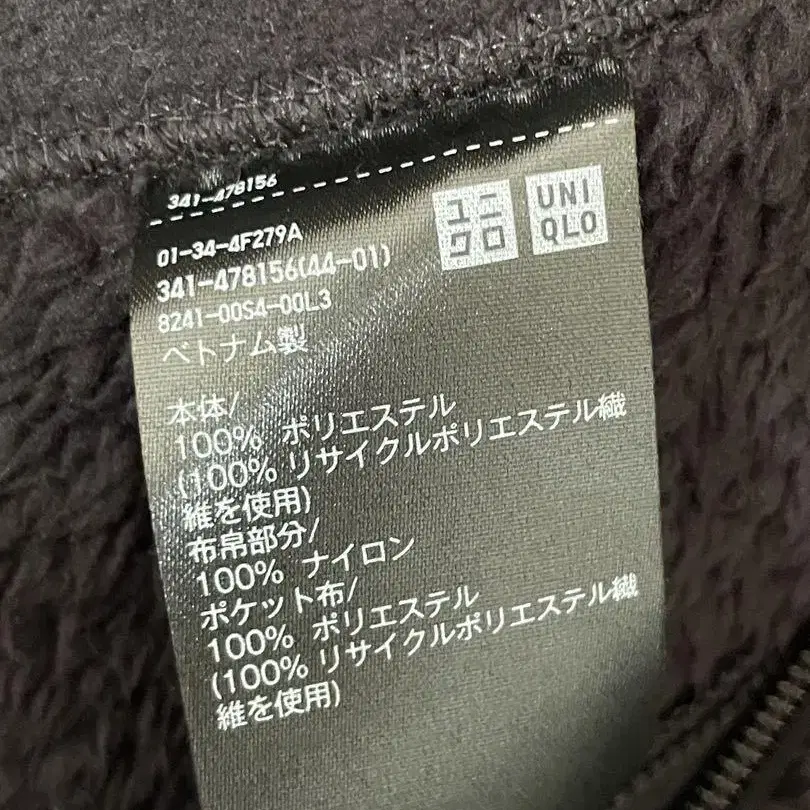 341-478156
ユニ
クロ
UNI
QLO
01-34-4F279A
341-478156(44-01)
8241-00S4-00L3
ベトナム製
本体/
100% ポリエステル
(100% リサイクルポリエステル繊
維を使用)
布帛部分/
100% ナイロン
ポケット布/
100% ポリエステル
(100% リサイクルポリエステル繊
維を使用)